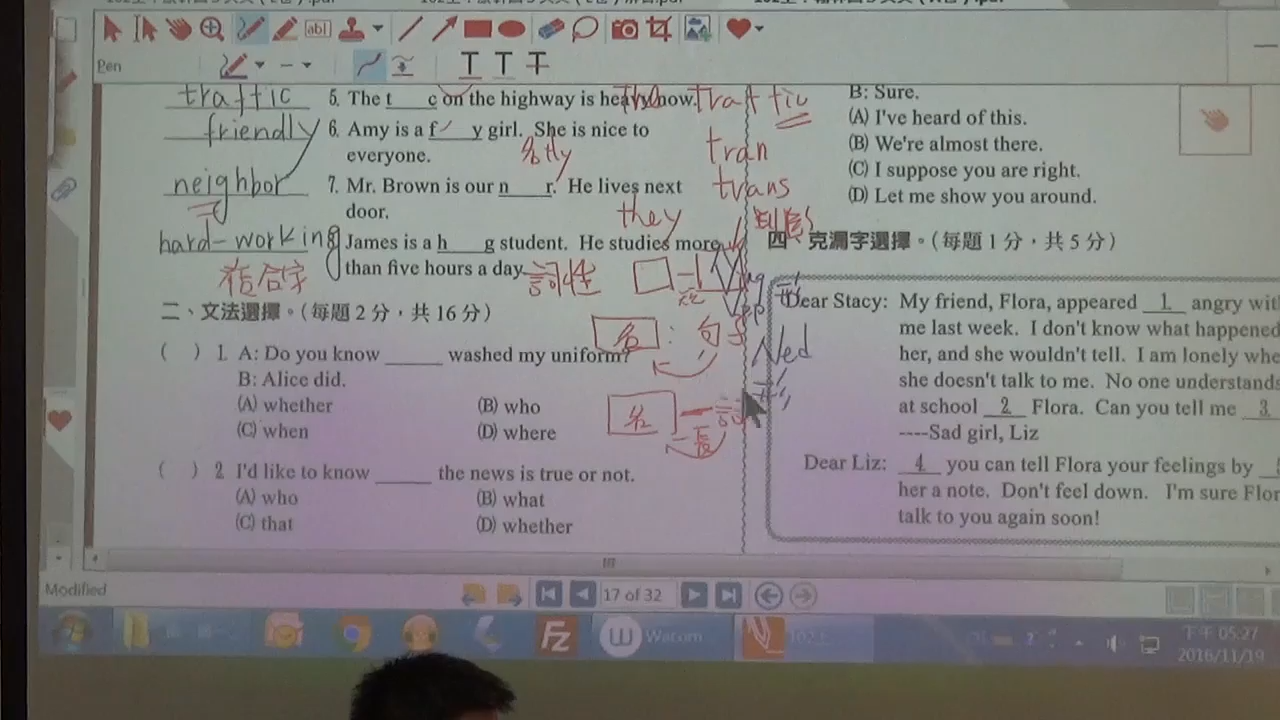 Pen
traffic 5. The t___c on the highway is heavy now.
The traffic
friendly 6. Amy is a f___y girl. She is nice to
everyone.
tran
neighbor 7. Mr. Brown is our n___r. He lives next
door.
trans
they
hard-working James is a h___g student. He studies more
than five hours a day.
複合字
詞性
名 : 句子
Ned
名
二、文法選擇。(每題 2 分，共 16 分)
( ) 1. A: Do you know _____ washed my uniform?
B: Alice did.
(A) whether (B) who
(C) when (D) where
( ) 2. I'd like to know _____ the news is true or not.
(A) who (B) what
(C) that (D) whether
B: Sure.
(A) I've heard of this.
(B) We're almost there.
(C) I suppose you are right.
(D) Let me show you around.
四、克漏字選擇。(每題 1 分，共 5 分)
Dear Stacy: My friend, Flora, appeared 1. angry wit
me last week. I don't know what happened
her, and she wouldn't tell. I am lonely whe
she doesn't talk to me. No one understands
at school 2 Flora. Can you tell me 3
----Sad girl, Liz
Dear Liz: 4 you can tell Flora your feelings by
her a note. Don't feel down. I'm sure Flor
talk to you again soon!
Modified
17 of 32
Wacom
下午 05:27
2016/11/19